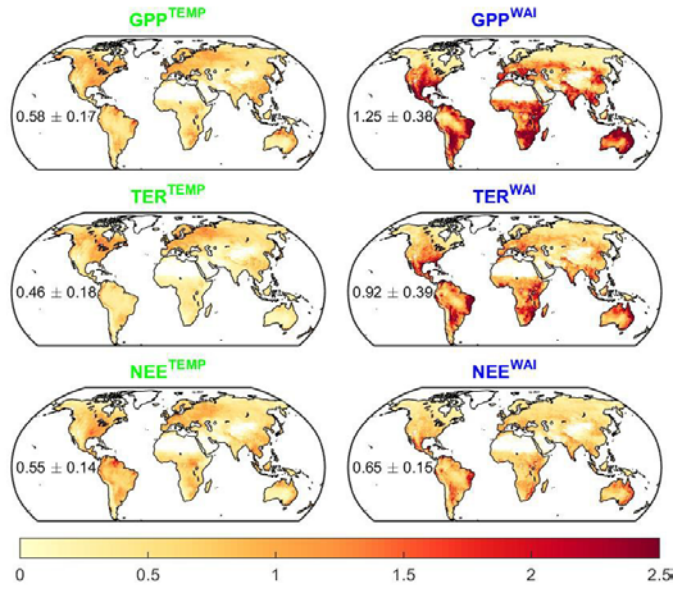 GPP^TEMP GPP^WAI
0.58 ± 0.17 1.25 ± 0.38
TER^TEMP TER^WAI
0.46 ± 0.18 0.92 ± 0.39
NEE^TEMP NEE^WAI
0.55 ± 0.14 0.65 ± 0.15
0 0.5 1 1.5 2 2.5